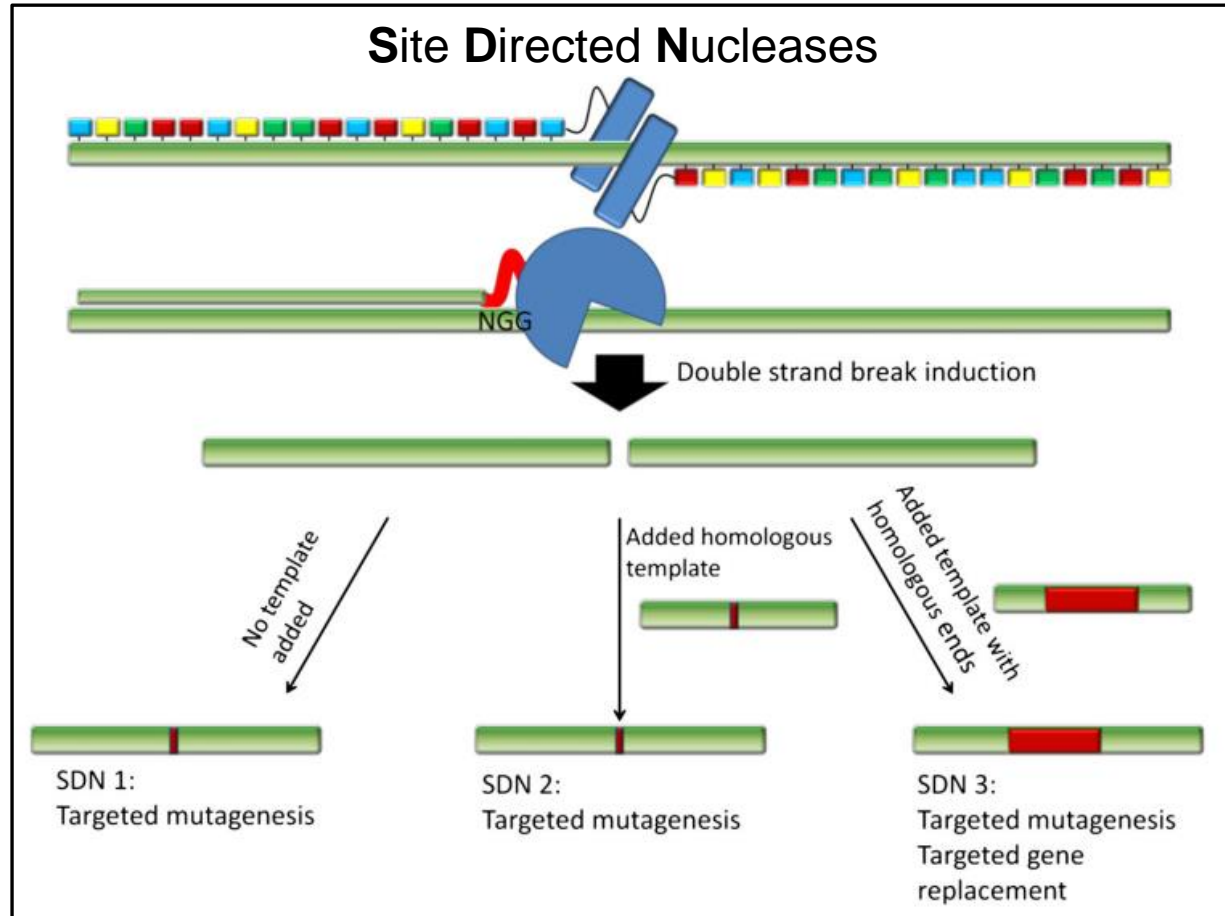 Site Directed Nucleases
NGG
Double strand break induction
No template
added
Added homologous
template
Added template with
homologous ends
SDN 1:
Targeted mutagenesis
SDN 2:
Targeted mutagenesis
SDN 3:
Targeted mutagenesis
Targeted gene
replacement